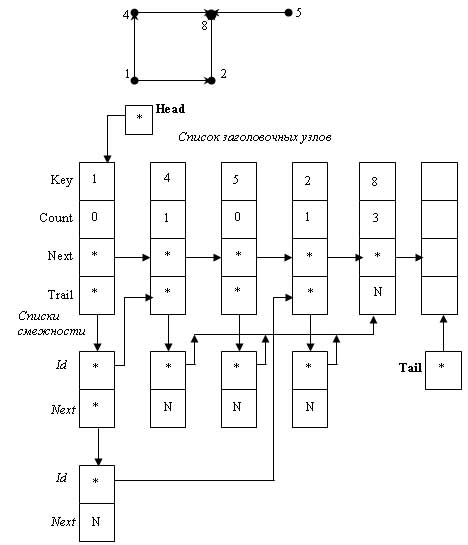 4 8 5
1 2
* Head
Список заголовочных узлов
Key 1 4 5 2 8
Count 0 1 0 1 3
Next * * * * *
Trail * * * * N
Списки
смежности
Id * * * * Tail *
Next * N N N
Id *
Next N